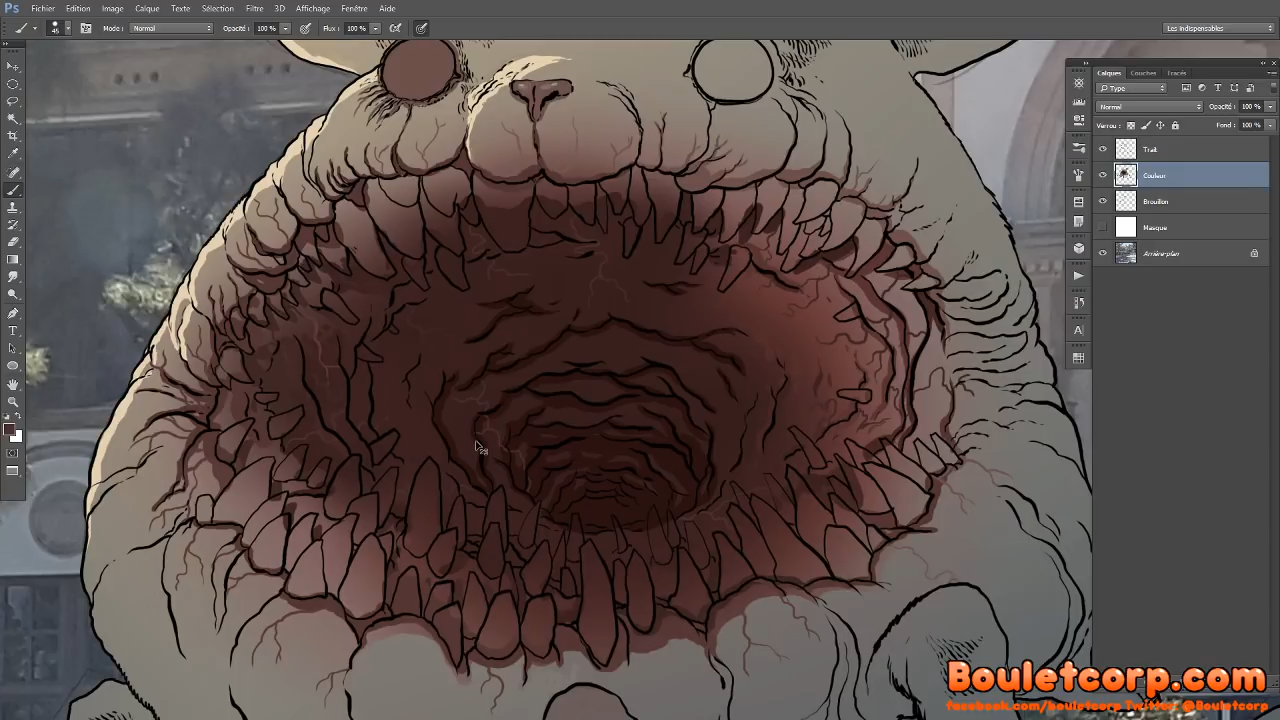 Ps Fichier Edition Image Calque Texte Sélection Filtre 3D Affichage Fenêtre Aide
45 Mode : Normal Opacité : 100 % Flux : 100 % Les indispensables
Calques Couches Tracés
Type
Normal Opacité : 100 %
Verrou : Fond : 100 %
Trait
Couleur
Brouillon
Masque
Arrière-plan
T
A
Bouletcorp.com
facebook.com/bouletcorp Twitter: @Bouletcorp